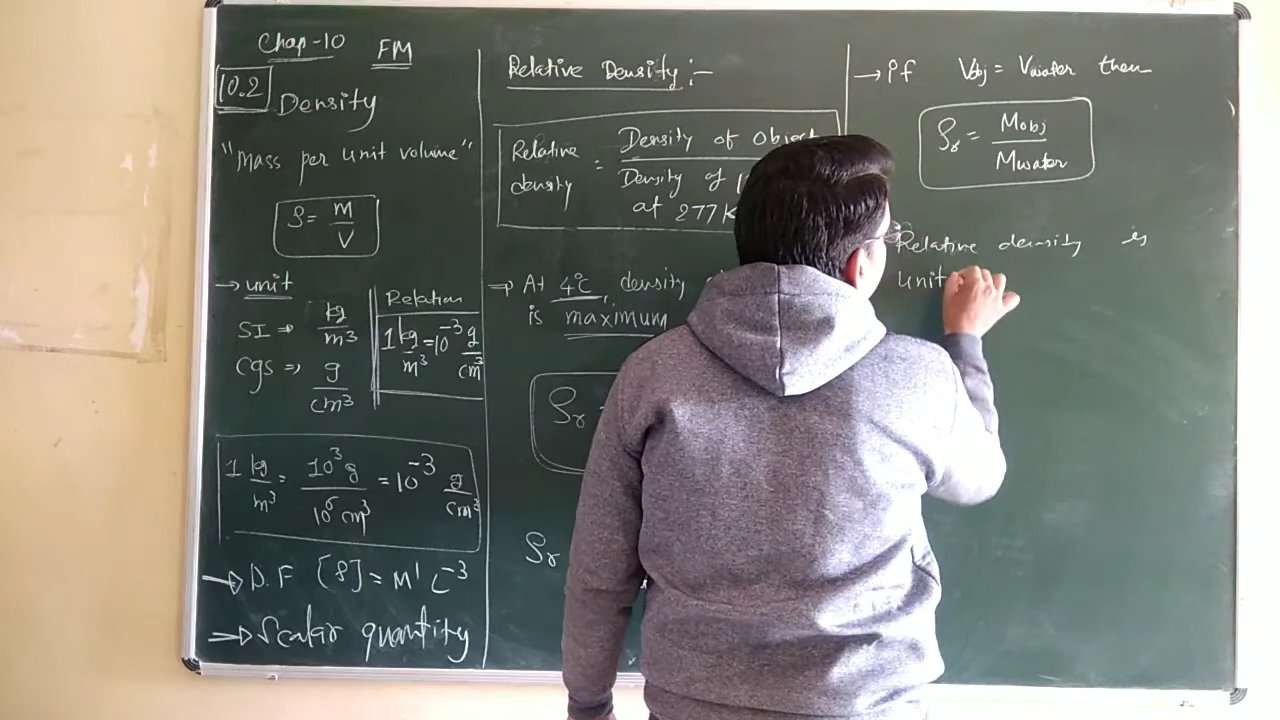 Chap-10 FM
10.2 Density
"Mass per unit volume"
ρ = M/V
→ unit
SI ⇒ kg/m³
cgs ⇒ g/cm³
Relation
1 kg/m³ = 10⁻³ g/cm³
1 kg/m³ = 10³ g / 10⁶ cm³ = 10⁻³ g/cm³
→ D.F [ρ] = M¹ L⁻³
→ Scalar quantity
Relative Density :-
Relative density = Density of Object / Density of
at 277K
⇒ At 4°C density
is maximum
ρr
ρr
→ if Vobj = Vwater then
ρr = Mobj / Mwater
Relative density is
unit